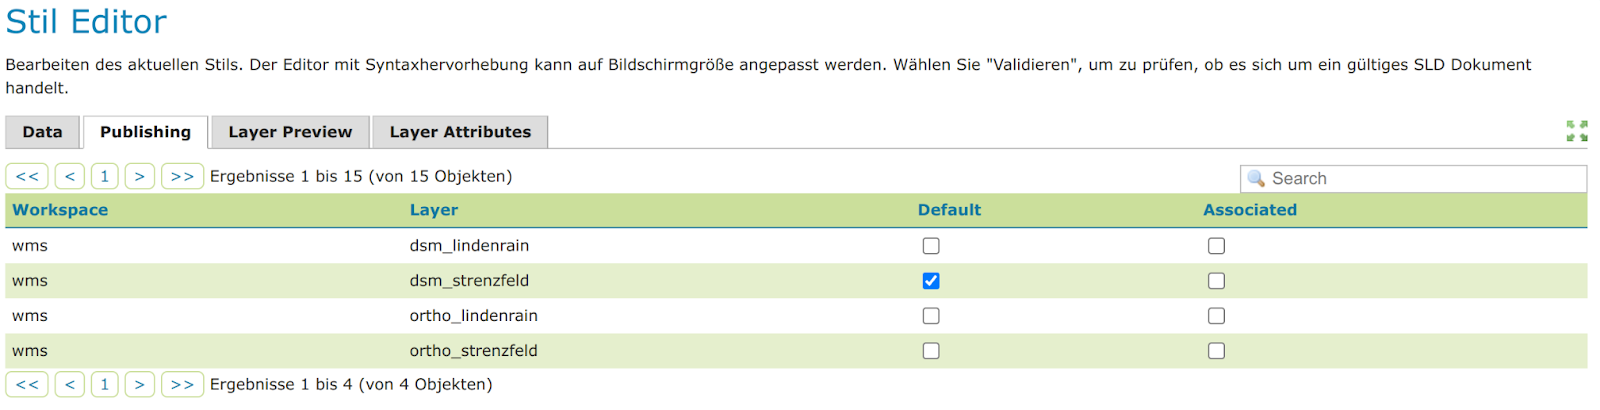 Stil Editor
Bearbeiten des aktuellen Stils. Der Editor mit Syntaxhervorhebung kann auf Bildschirmgröße angepasst werden. Wählen Sie "Validieren", um zu prüfen, ob es sich um ein gültiges SLD Dokument
handelt.
Data Publishing Layer Preview Layer Attributes
<< < 1 > >> Ergebnisse 1 bis 15 (von 15 Objekten) Search
Workspace Layer Default Associated
wms dsm_lindenrain
wms dsm_strenzfeld
wms ortho_lindenrain
wms ortho_strenzfeld
<< < 1 > >> Ergebnisse 1 bis 4 (von 4 Objekten)